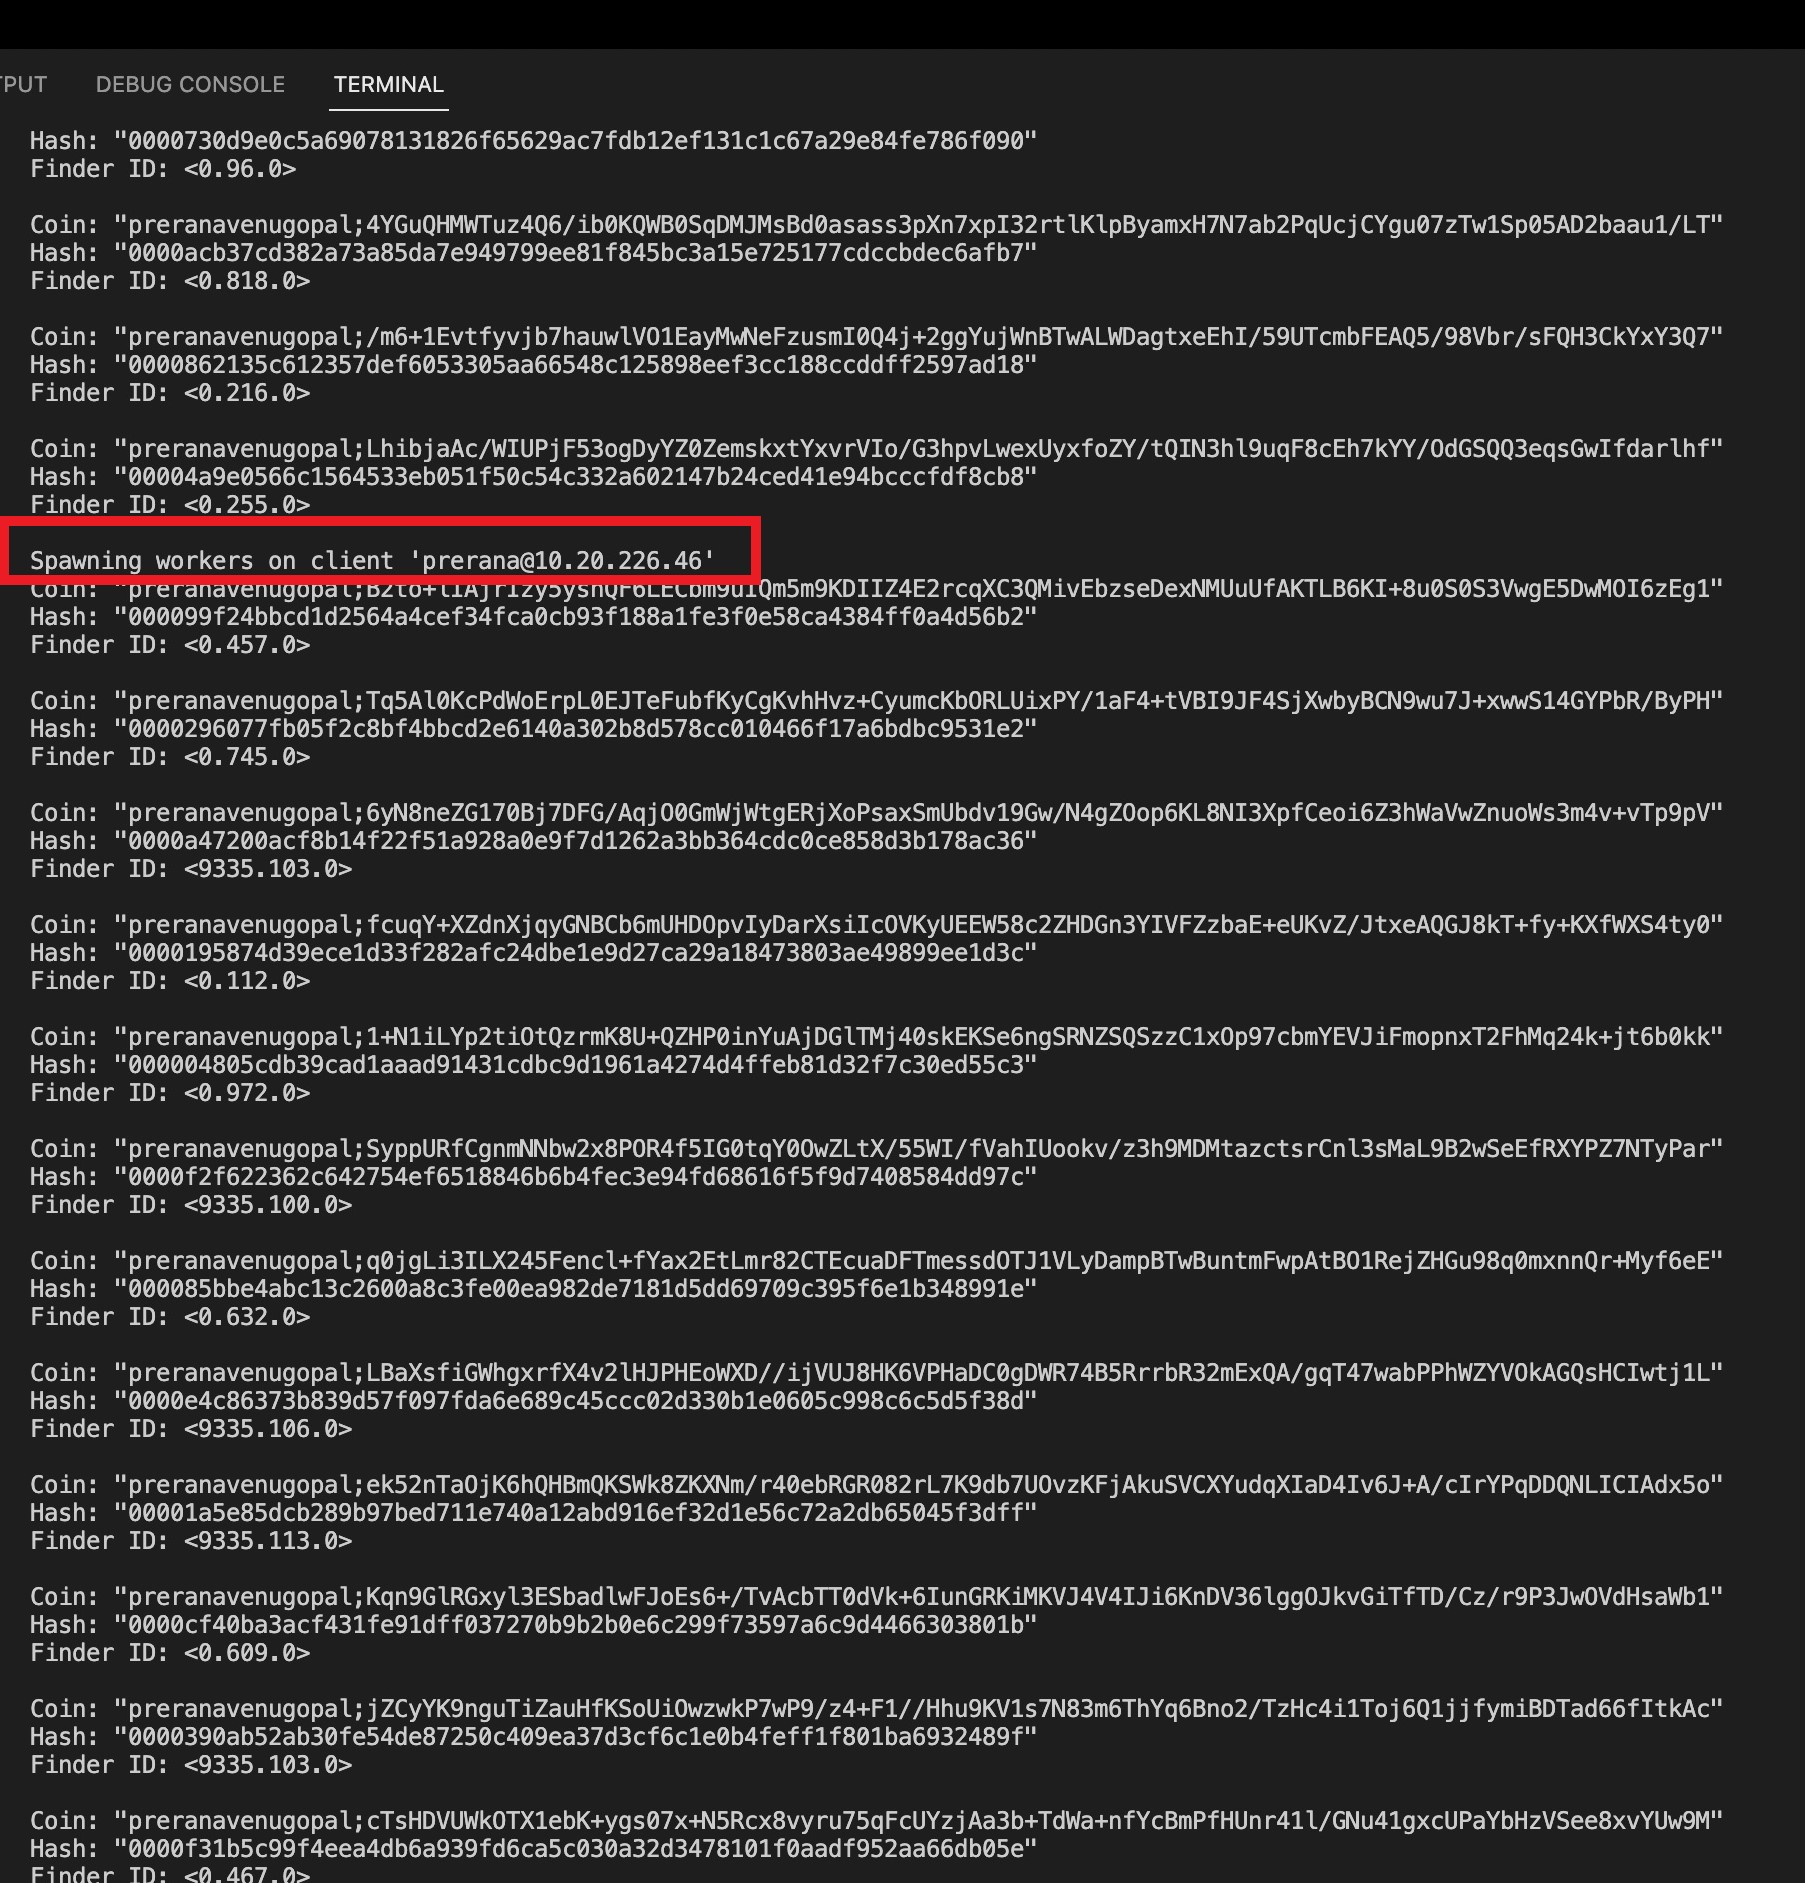 TPUT DEBUG CONSOLE TERMINAL
Hash: "0000730d9e0c5a69078131826f65629ac7fdb12ef131c1c67a29e84fe786f090"
Finder ID: <0.96.0>
Coin: "preranavenugopal;4YGuQHMWTuz4Q6/ib0KQWB0SqDMJMsBd0asass3pXn7xpI32rtlKlpByamxH7N7ab2PqUcjCYgu07zTw1Sp05AD2baau1/LT"
Hash: "0000acb37cd382a73a85da7e949799ee81f845bc3a15e725177cdccbdec6afb7"
Finder ID: <0.818.0>
Coin: "preranavenugopal;/m6+1Evtfyvjb7hauwlVO1EayMwNeFzusmI0Q4j+2ggYujWnBTwALWDagtxeEhI/59UTcmbFEAQ5/98Vbr/sFQH3CkYxY3Q7"
Hash: "0000862135c612357def6053305aa66548c125898eef3cc188ccddff2597ad18"
Finder ID: <0.216.0>
Coin: "preranavenugopal;LhibjaAc/WIUPjF53ogDyYZ0ZemskxtYxvrVIo/G3hpvLwexUyxfoZY/tQIN3hl9uqF8cEh7kYY/OdGSQQ3eqsGwIfdarlhf"
Hash: "00004a9e0566c1564533eb051f50c54c332a602147b24ced41e94bcccfdf8cb8"
Finder ID: <0.255.0>
Spawning workers on client 'prerana@10.20.226.46'
Coin:
Hash: "000099f24bbcd1d2564a4cef34fca0cb93f188a1fe3f0e58ca4384ff0a4d56b2"
Finder ID: <0.457.0>
Coin: "preranavenugopal;Tq5Al0KcPdWoErpL0EJTeFubfKyCgKvhHvz+CyumcKbORLUixPY/1aF4+tVBI9JF4SjXwbyBCN9wu7J+xwwS14GYPbR/ByPH"
Hash: "0000296077fb05f2c8bf4bbcd2e6140a302b8d578cc010466f17a6bdbc9531e2"
Finder ID: <0.745.0>
Coin: "preranavenugopal;6yN8neZG170Bj7DFG/AqjO0GmWjWtgERjXoPsaxSmUbdv19Gw/N4gZOop6KL8NI3XpfCeoi6Z3hWaVwZnuoWs3m4v+vTp9pV"
Hash: "0000a47200acf8b14f22f51a928a0e9f7d1262a3bb364cdc0ce858d3b178ac36"
Finder ID: <9335.103.0>
Coin: "preranavenugopal;fcuqY+XZdnXjqyGNBCb6mUHDOpvIyDarXsiIcOVKyUEEW58c2ZHDGn3YIVFZzbaE+eUKvZ/JtxeAQGJ8kT+fy+KXfWXS4ty0"
Hash: "0000195874d39ece1d33f282afc24dbe1e9d27ca29a18473803ae49899ee1d3c"
Finder ID: <0.112.0>
Coin: "preranavenugopal;1+N1iLYp2tiOtQzrmK8U+QZHP0inYuAjDGlTMj40skEKSe6ngSRNZSQSzzC1xOp97cbmYEVJiFmopnxT2FhMq24k+jt6b0kk"
Hash: "000004805cdb39cad1aaad91431cdbc9d1961a4274d4ffeb81d32f7c30ed55c3"
Finder ID: <0.972.0>
Coin: "preranavenugopal;SyppURfCgnmNNbw2x8POR4f5IG0tqY0OwZLtX/55WI/fVahIUookv/z3h9MDMtazctsrCnl3sMaL9B2wSeEfRXYPZ7NTyPar"
Hash: "0000f2f622362c642754ef6518846b6b4fec3e94fd68616f5f9d7408584dd97c"
Finder ID: <9335.100.0>
Coin: "preranavenugopal;q0jgLi3ILX245Fencl+fYax2EtLmr82CTEcuaDFTmessdOTJ1VLyDampBTwBuntmFwpAtBO1RejZHGu98q0mxnnQr+Myf6eE"
Hash: "000085bbe4abc13c2600a8c3fe00ea982de7181d5dd69709c395f6e1b348991e"
Finder ID: <0.632.0>
Coin: "preranavenugopal;LBaXsfiGWhgxrfX4v2lHJPHEoWXD//ijVUJ8HK6VPHaDC0gDWR74B5RrrbR32mExQA/gqT47wabPPhWZYVOkAGQsHCIwtj1L"
Hash: "0000e4c86373b839d57f097fda6e689c45ccc02d330b1e0605c998c6c5d5f38d"
Finder ID: <9335.106.0>
Coin: "preranavenugopal;ek52nTaOjK6hQHBmQKSWk8ZKXNm/r40ebRGR082rL7K9db7UOvzKFjAkuSVCXYudqXIaD4Iv6J+A/cIrYPqDDQNLICIAdx5o"
Hash: "00001a5e85dcb289b97bed711e740a12abd916ef32d1e56c72a2db65045f3dff"
Finder ID: <9335.113.0>
Coin: "preranavenugopal;Kqn9GlRGxyl3ESbadlwFJoEs6+/TvAcbTT0dVk+6IunGRKiMKVJ4V4IJi6KnDV36lggOJkvGiTfTD/Cz/r9P3JwOVdHsaWb1"
Hash: "0000cf40ba3acf431fe91dff037270b9b2b0e6c299f73597a6c9d4466303801b"
Finder ID: <0.609.0>
Coin: "preranavenugopal;jZCyYK9nguTiZauHfKSoUiOwzwkP7wP9/z4+F1//Hhu9KV1s7N83m6ThYq6Bno2/TzHc4i1Toj6Q1jjfymiBDTad66fItkAc"
Hash: "0000390ab52ab30fe54de87250c409ea37d3cf6c1e0b4feff1f801ba6932489f"
Finder ID: <9335.103.0>
Coin: "preranavenugopal;cTsHDVUWkOTX1ebK+ygs07x+N5Rcx8vyru75qFcUYzjAa3b+TdWa+nfYcBmPfHUnr41l/GNu41gxcUPaYbHzVSee8xvYUw9M"
Hash: "0000f31b5c99f4eea4db6a939fd6ca5c030a32d3478101f0aadf952aa66db05e"
Finder ID: <0.467.0>